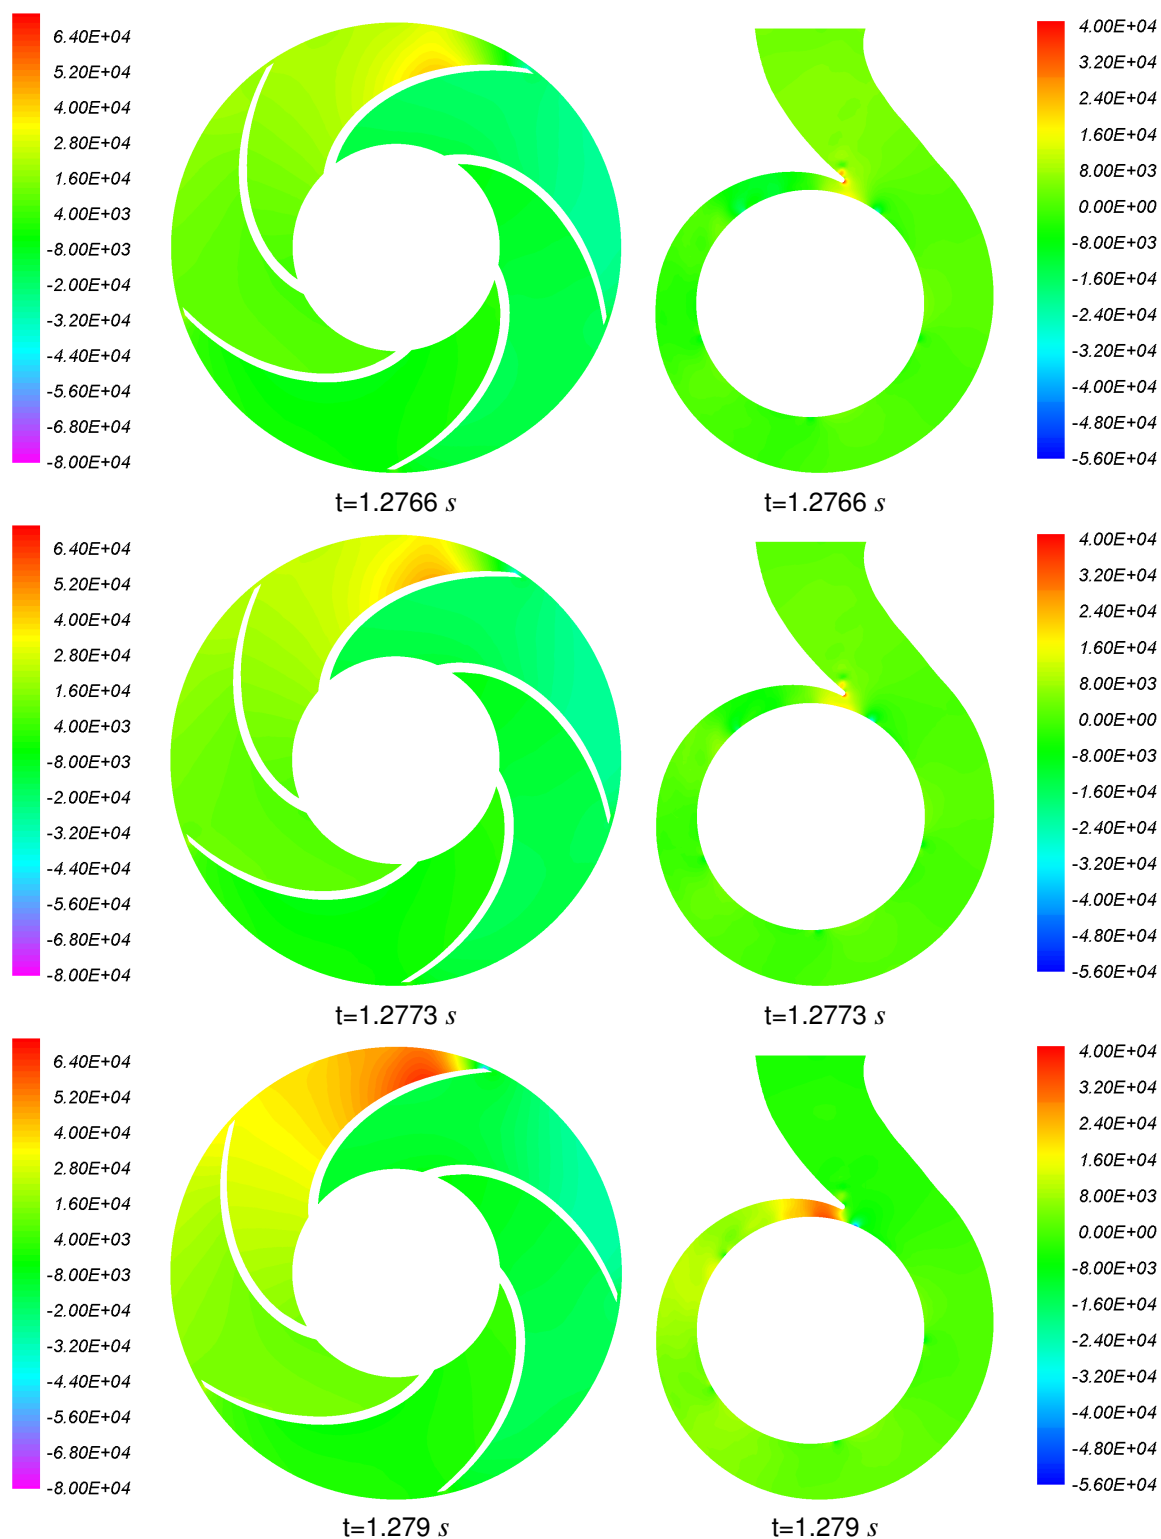 6.40E+04
5.20E+04
4.00E+04
2.80E+04
1.60E+04
4.00E+03
-8.00E+03
-2.00E+04
-3.20E+04
-4.40E+04
-5.60E+04
-6.80E+04
-8.00E+04
4.00E+04
3.20E+04
2.40E+04
1.60E+04
8.00E+03
0.00E+00
-8.00E+03
-1.60E+04
-2.40E+04
-3.20E+04
-4.00E+04
-4.80E+04
-5.60E+04
t=1.2766 s
t=1.2766 s
6.40E+04
5.20E+04
4.00E+04
2.80E+04
1.60E+04
4.00E+03
-8.00E+03
-2.00E+04
-3.20E+04
-4.40E+04
-5.60E+04
-6.80E+04
-8.00E+04
4.00E+04
3.20E+04
2.40E+04
1.60E+04
8.00E+03
0.00E+00
-8.00E+03
-1.60E+04
-2.40E+04
-3.20E+04
-4.00E+04
-4.80E+04
-5.60E+04
t=1.2773 s
t=1.2773 s
6.40E+04
5.20E+04
4.00E+04
2.80E+04
1.60E+04
4.00E+03
-8.00E+03
-2.00E+04
-3.20E+04
-4.40E+04
-5.60E+04
-6.80E+04
-8.00E+04
4.00E+04
3.20E+04
2.40E+04
1.60E+04
8.00E+03
0.00E+00
-8.00E+03
-1.60E+04
-2.40E+04
-3.20E+04
-4.00E+04
-4.80E+04
-5.60E+04
t=1.279 s
t=1.279 s